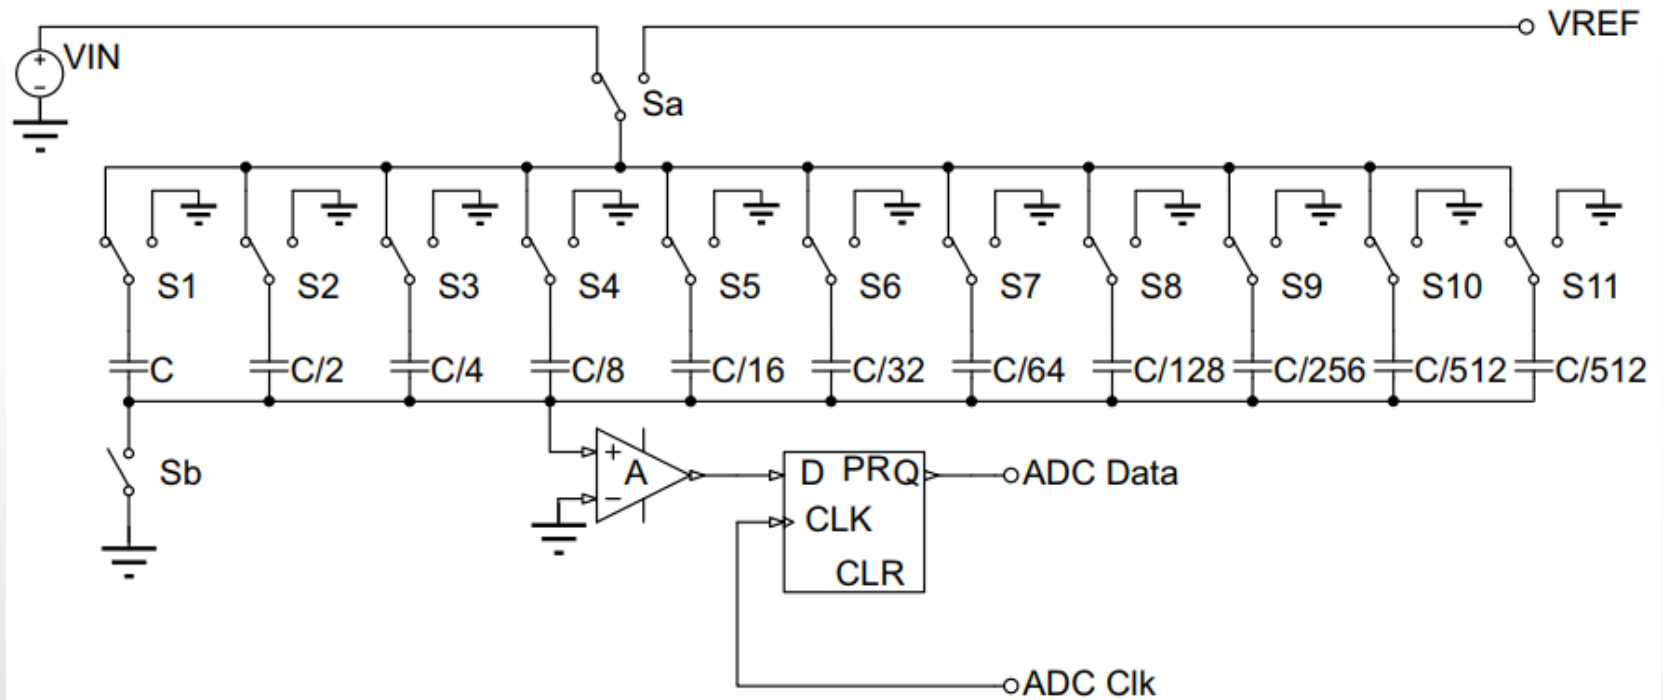 VREF
+
VIN
−
Sa
S1 S2 S3 S4 S5 S6 S7 S8 S9 S10 S11
C C/2 C/4 C/8 C/16 C/32 C/64 C/128 C/256 C/512 C/512
Sb
+
A
−
D PR Q
CLK
CLR
ADC Data
ADC Clk